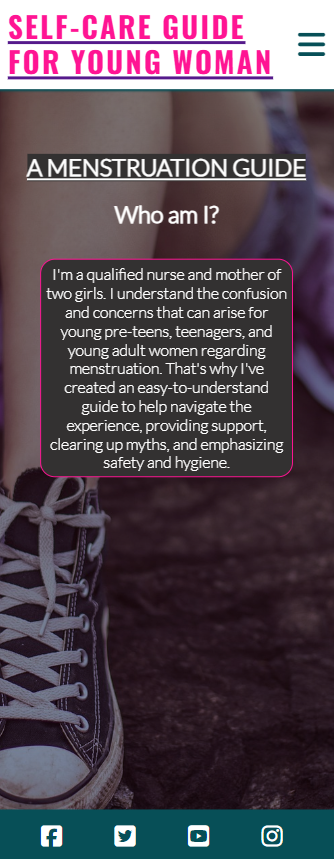 SELF-CARE GUIDE
FOR YOUNG WOMAN
A MENSTRUATION GUIDE
Who am I?
I'm a qualified nurse and mother of
two girls. I understand the confusion
and concerns that can arise for
young pre-teens, teenagers, and
young adult women regarding
menstruation. That's why I've
created an easy-to-understand
guide to help navigate the
experience, providing support,
clearing up myths, and emphasizing
safety and hygiene.